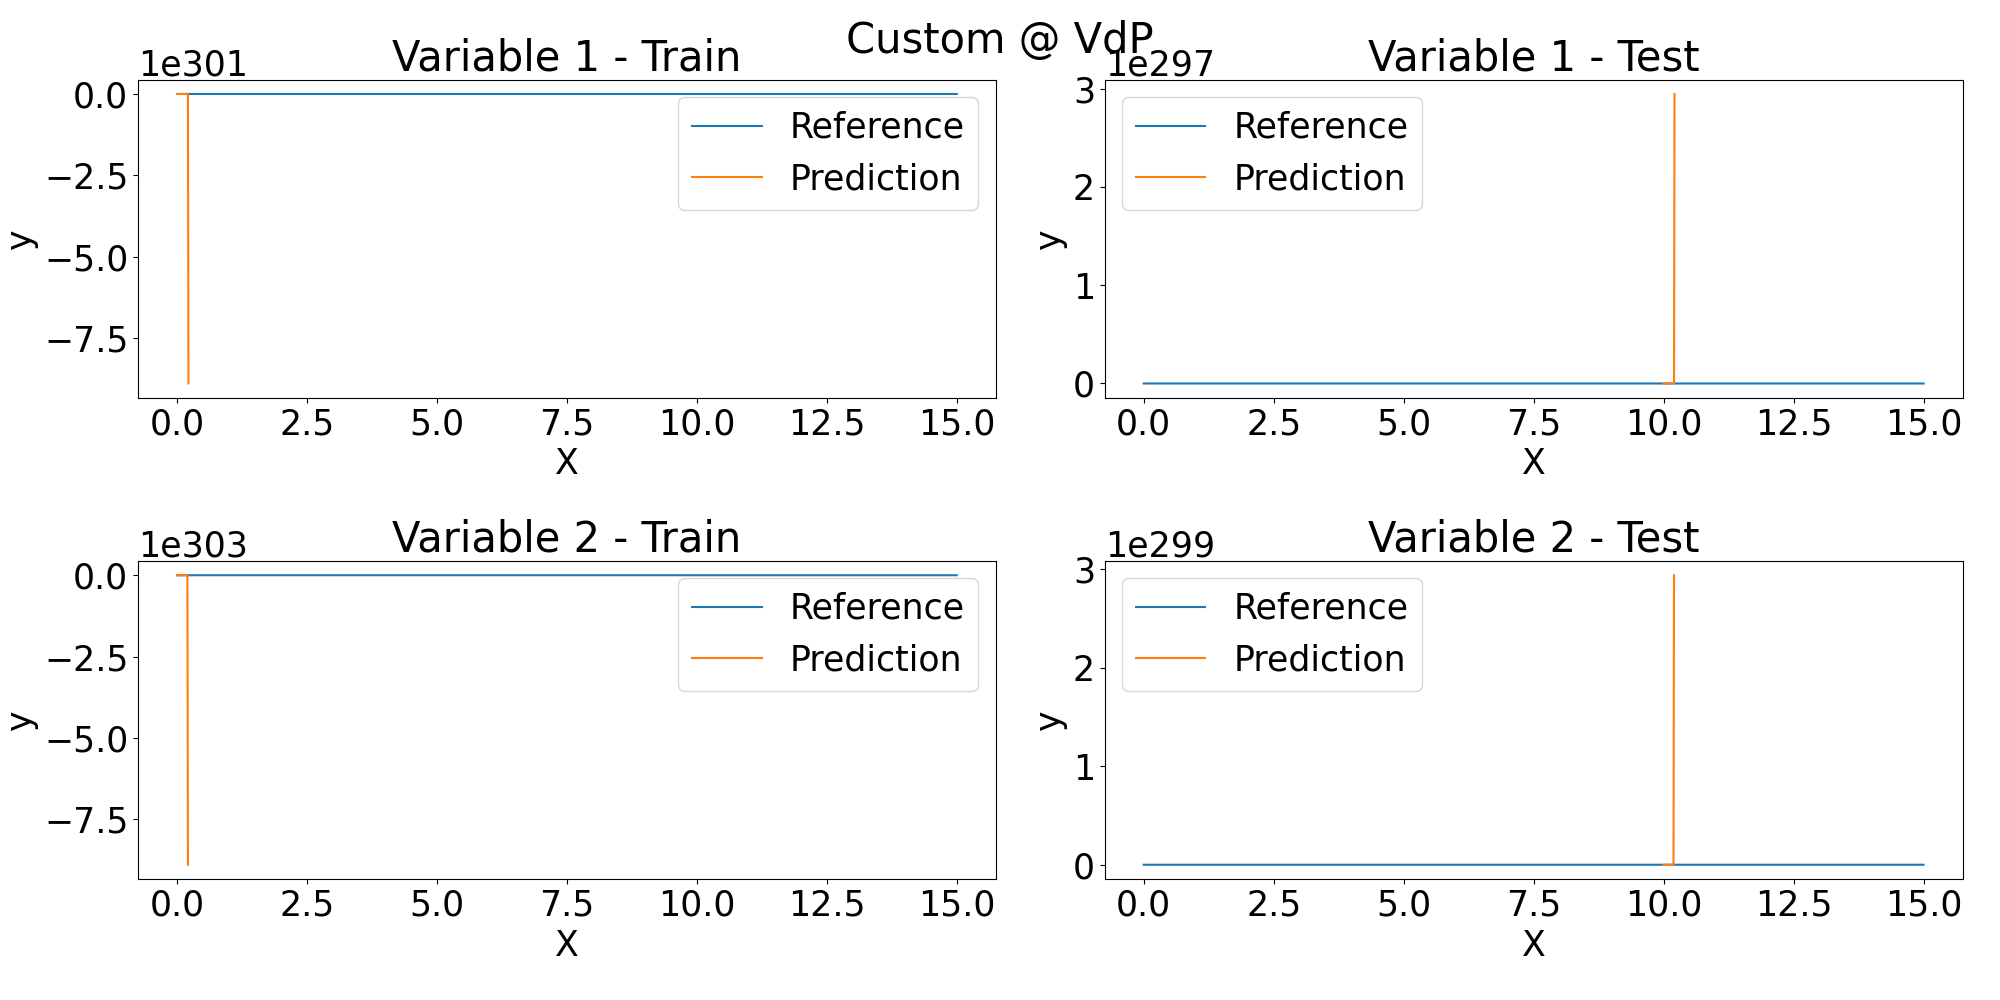 Custom @ VdP
Variable 1 - Train
1e301
0.0
−2.5
−5.0
−7.5
y
Reference
Prediction
0.0 2.5 5.0 7.5 10.0 12.5 15.0
X
Variable 1 - Test
1e297
3
2
1
0
y
Reference
Prediction
0.0 2.5 5.0 7.5 10.0 12.5 15.0
X
Variable 2 - Train
1e303
0.0
−2.5
−5.0
−7.5
y
Reference
Prediction
0.0 2.5 5.0 7.5 10.0 12.5 15.0
X
Variable 2 - Test
1e299
3
2
1
0
y
Reference
Prediction
0.0 2.5 5.0 7.5 10.0 12.5 15.0
X